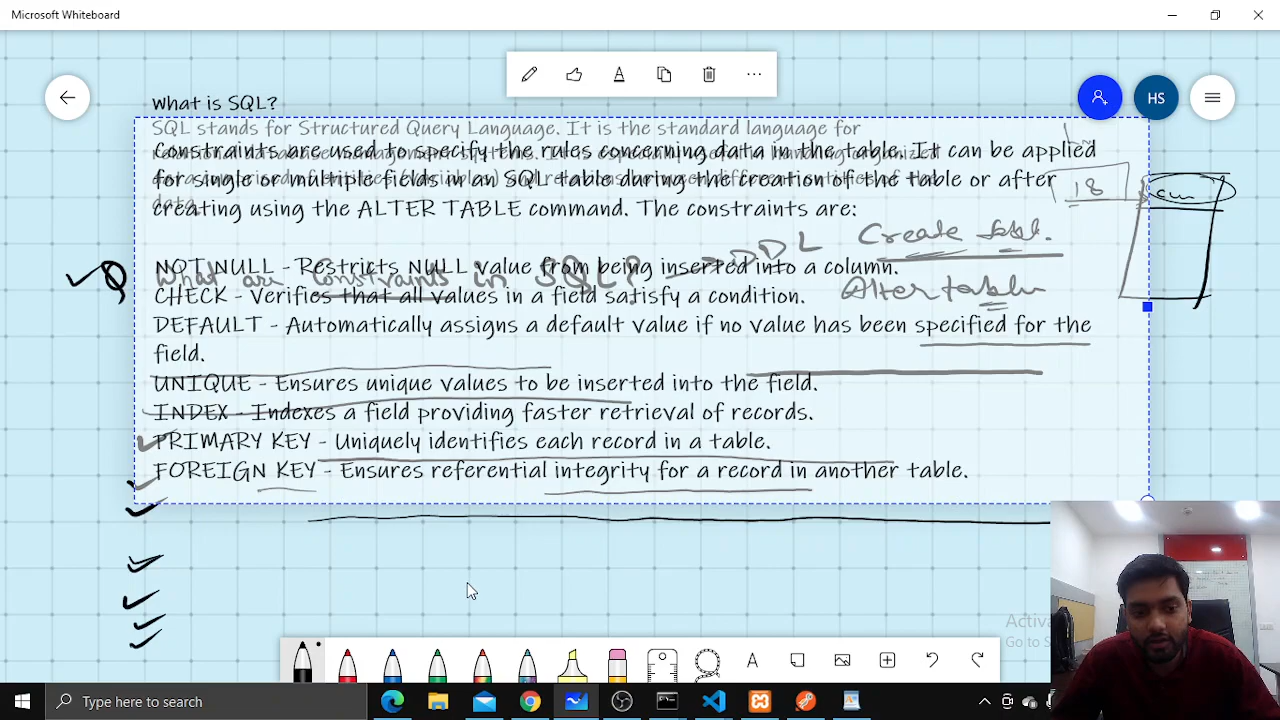 Microsoft Whiteboard
What is SQL?
SQL stands for Structured Query Language. It is the standard language for
Constraints are used to specify the rules concerning data in the table. It can be applied
for single or multiple fields in an SQL table during the creation of the table or after
creating using the ALTER TABLE command. The constraints are:
HS
18
DDL
Create table.
Q What are Constraints in SQL?
Alter table
NOT NULL - Restricts NULL value from being inserted into a column.
CHECK - Verifies that all values in a field satisfy a condition.
DEFAULT - Automatically assigns a default value if no value has been specified for the
field.
UNIQUE - Ensures unique values to be inserted into the field.
INDEX - Indexes a field providing faster retrieval of records.
PRIMARY KEY - Uniquely identifies each record in a table.
FOREIGN KEY - Ensures referential integrity for a record in another table.
Go to S
Type here to search